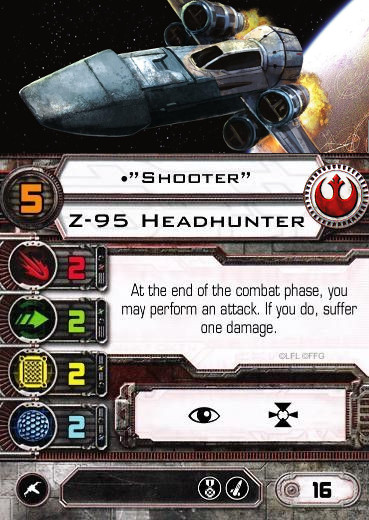 •"Shooter"
5
Z-95 Headhunter
2
At the end of the combat phase, you
may perform an attack. If you do, suffer
one damage.
2
©LFL ©FFG
2
2
16